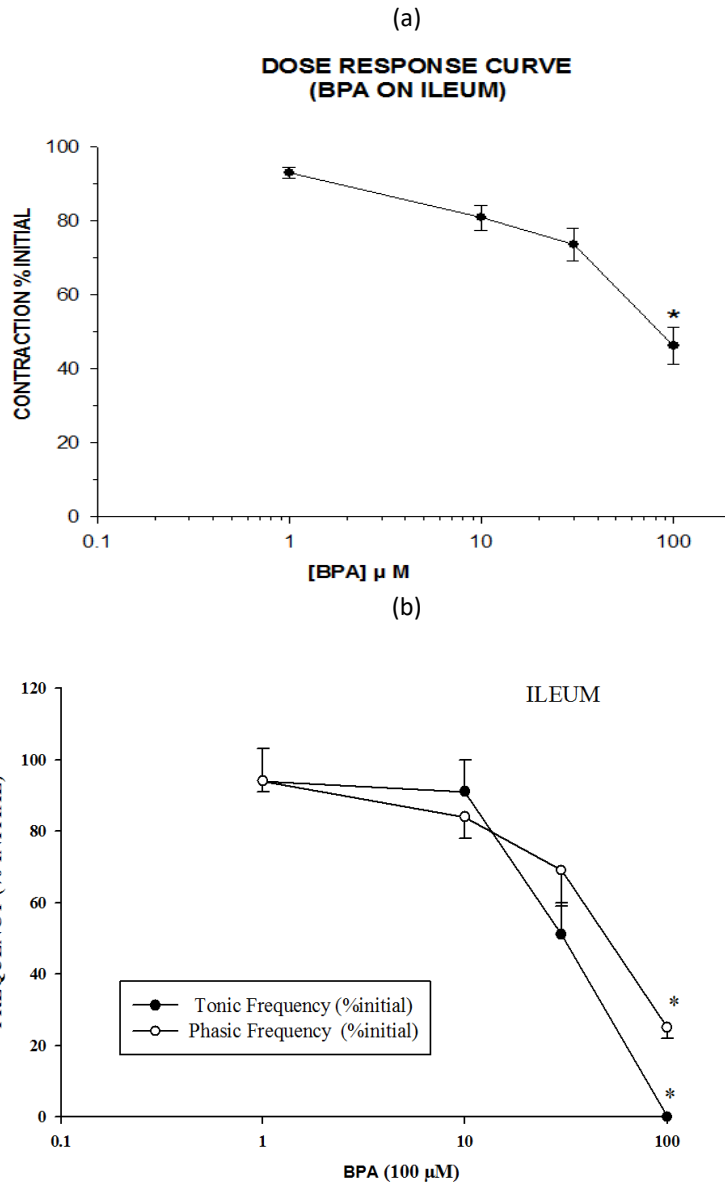 (a)
DOSE RESPONSE CURVE
(BPA ON ILEUM)
CONTRACTION % INITIAL
100
80
60
40
20
0
*
0.1
1
10
100
[BPA] μ M
(b)
ILEUM
120
100
80
60
40
20
0
*
*
Tonic Frequency (%initial)
Phasic Frequency (%initial)
0.1
1
10
100
BPA (100 μM)